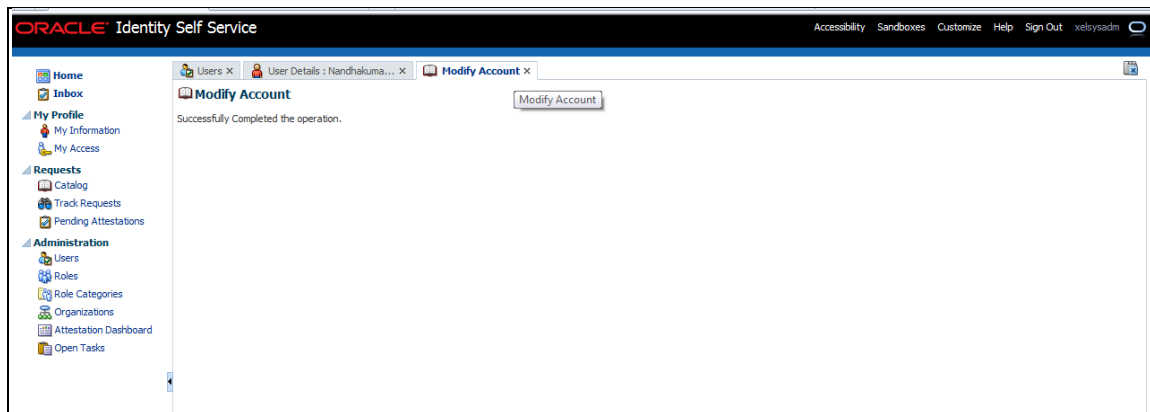 ORACLE Identity Self Service
Accessibility Sandboxes Customize Help Sign Out xelsysadm
Home
Inbox
My Profile
My Information
My Access
Requests
Catalog
Track Requests
Pending Attestations
Administration
Users
Roles
Role Categories
Organizations
Attestation Dashboard
Open Tasks
Users X User Details : Nandhakuma... X Modify Account X
Modify Account
Modify Account
Successfully Completed the operation.